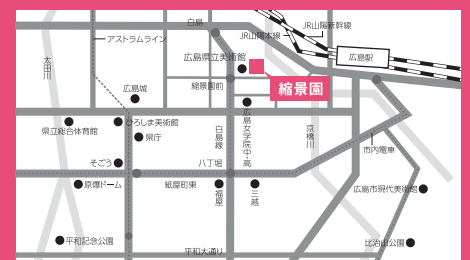 白島
JR山陽新幹線
JR山陽本線
アストラムライン
太田川
広島県立美術館
広島駅
縮景園前
縮景園
広島城
県立総合体育館
ひろしま美術館
県庁
白島線
広島女学院中・高
京橋川
市内電車
そごう
八丁堀
原爆ドーム
紙屋町東
福屋
三越
広島市現代美術館
平和記念公園
平和大通り
比治山公園